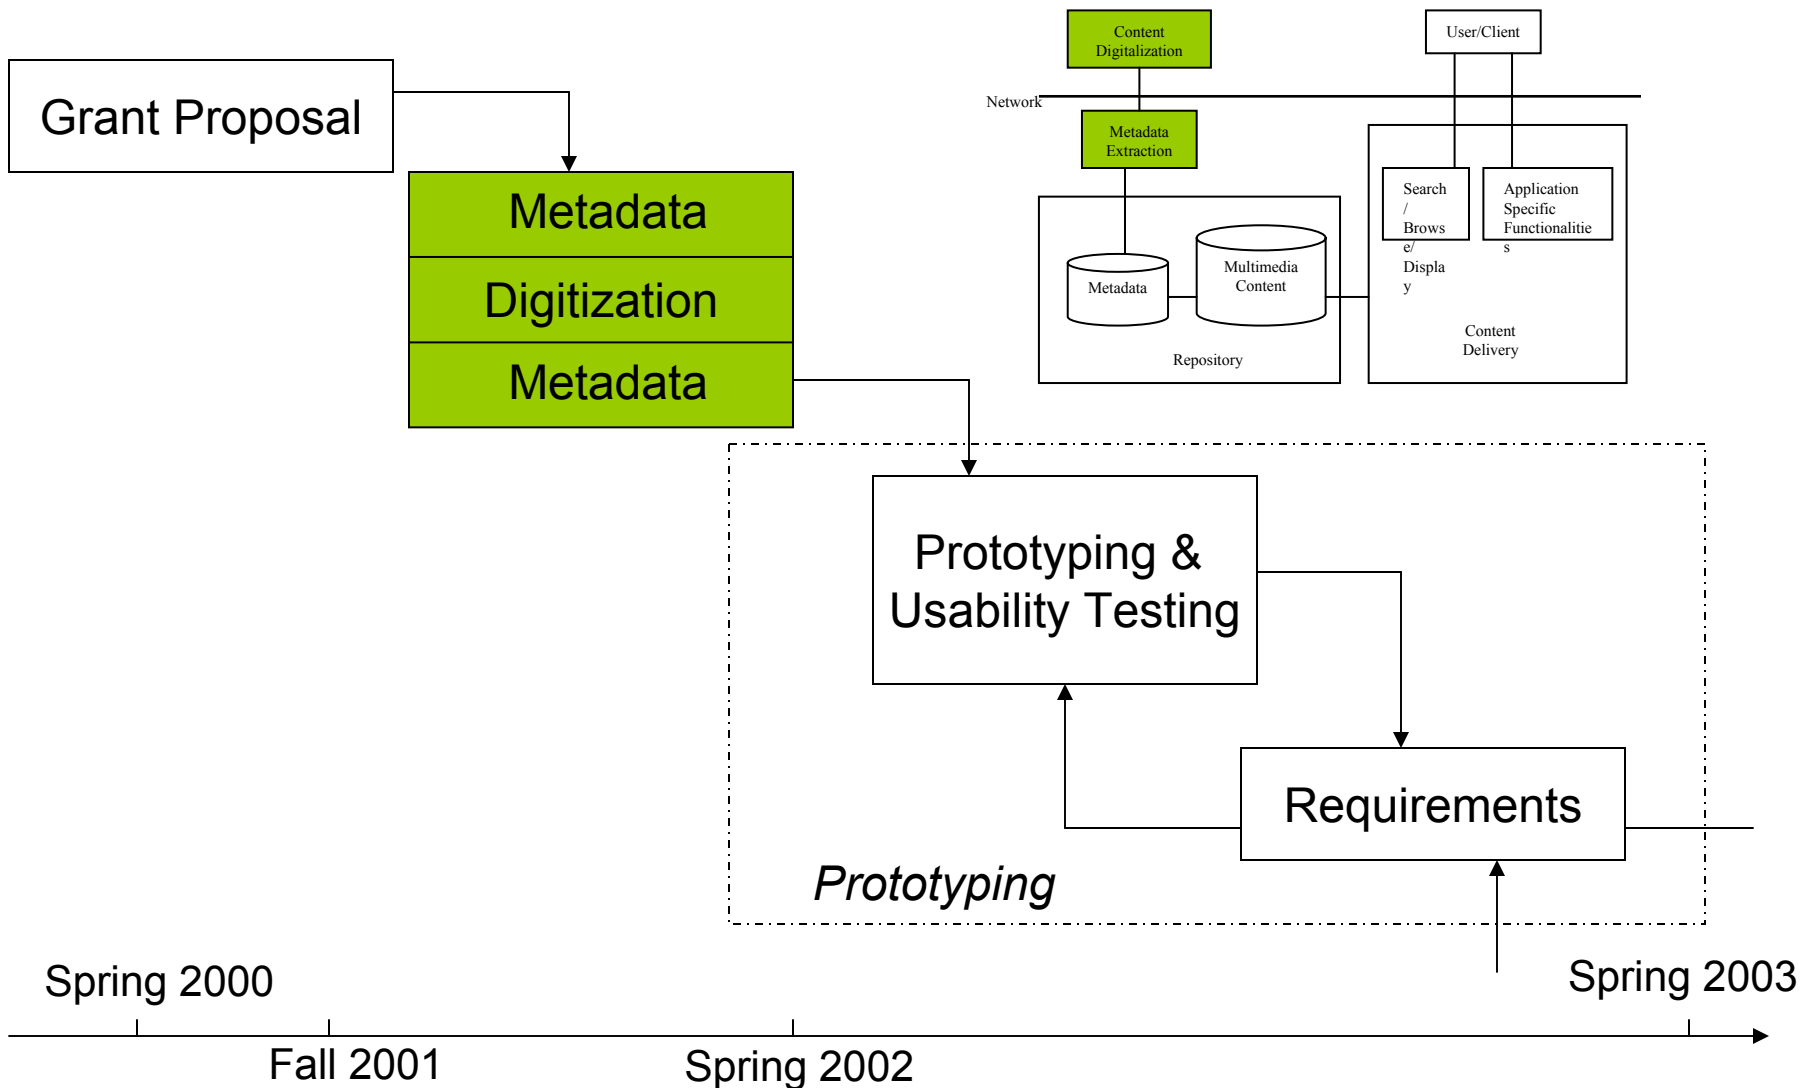 Grant Proposal
Metadata
Digitization
Metadata
Content
Digitalization
User/Client
Network
Metadata
Extraction
Search
/
Brows
e/
Displa
y
Application
Specific
Functionalitie
s
Metadata
Multimedia
Content
Repository
Content
Delivery
Prototyping &
Usability Testing
Requirements
Prototyping
Spring 2000
Fall 2001
Spring 2002
Spring 2003